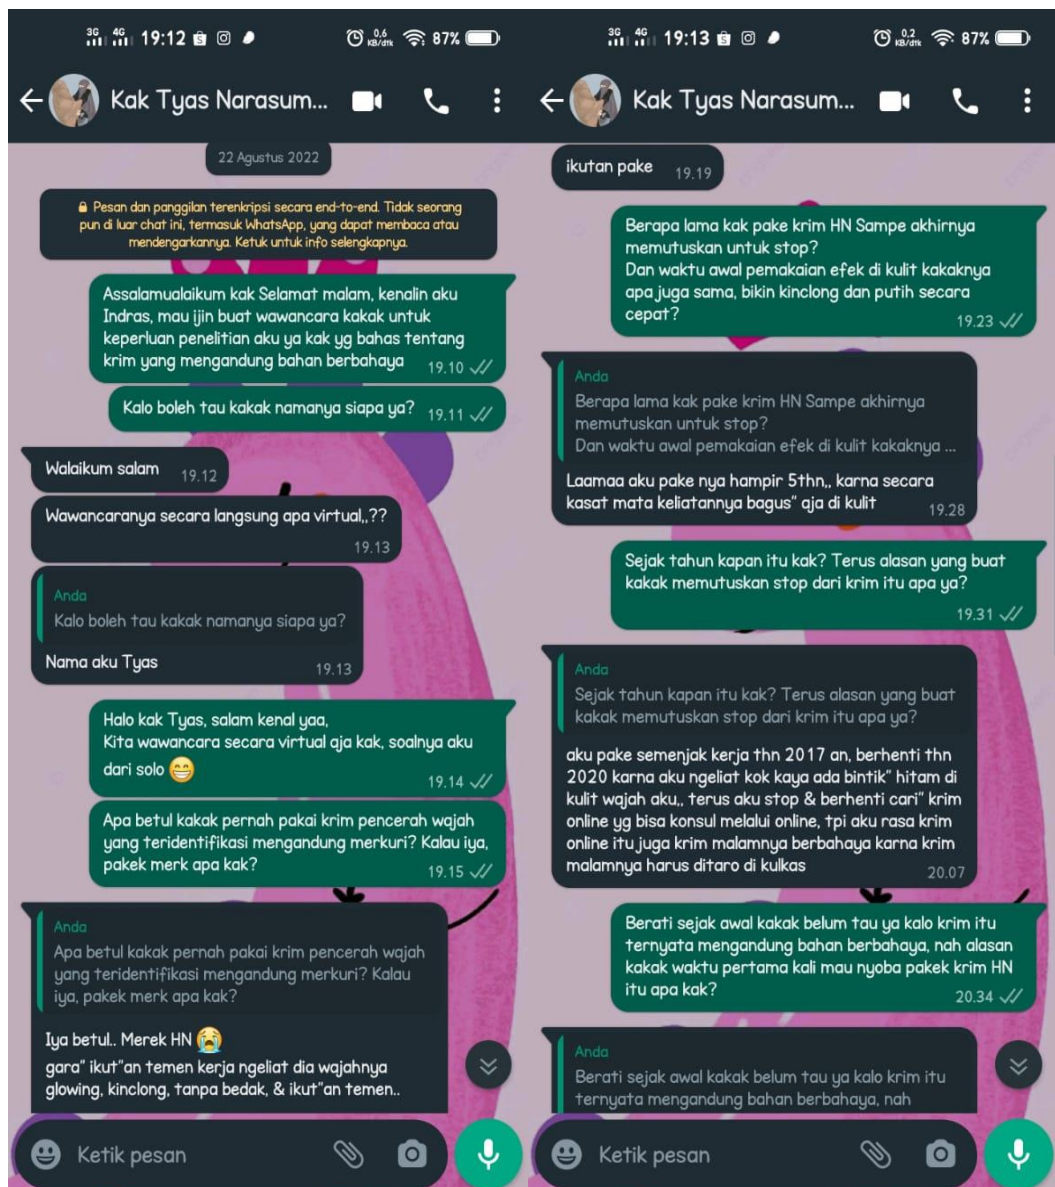 3G 4G 19:12 0,6 KB/dtk 87%
Kak Tyas Narasum...
22 Agustus 2022
Pesan dan panggilan terenkripsi secara end-to-end. Tidak seorang
pun di luar chat ini, termasuk WhatsApp, yang dapat membaca atau
mendengarkannya. Ketuk untuk info selengkapnya.
Assalamualaikum kak Selamat malam, kenalin aku
Indras, mau ijin buat wawancara kakak untuk
keperluan penelitian aku ya kak yg bahas tentang
krim yang mengandung bahan berbahaya 19.10
Kalo boleh tau kakak namanya siapa ya? 19.11
Walaikum salam 19.12
Wawancaranya secara langsung apa virtual,,??
19.13
Anda
Kalo boleh tau kakak namanya siapa ya?
Nama aku Tyas 19.13
Halo kak Tyas, salam kenal yaa,
Kita wawancara secara virtual aja kak, soalnya aku
dari solo 😁 19.14
Apa betul kakak pernah pakai krim pencerah wajah
yang teridentifikasi mengandung merkuri? Kalau iya,
pakek merk apa kak? 19.15
Anda
Apa betul kakak pernah pakai krim pencerah wajah
yang teridentifikasi mengandung merkuri? Kalau
iya, pakek merk apa kak?
Iya betul.. Merek HN 😭
gara" ikut"an temen kerja ngeliat dia wajahnya
glowing, kinclong, tanpa bedak, & ikut"an temen..
Ketik pesan
3G 4G 19:13 0,2 KB/dtk 87%
Kak Tyas Narasum...
ikutan pake 19.19
Berapa lama kak pake krim HN Sampe akhirnya
memutuskan untuk stop?
Dan waktu awal pemakaian efek di kulit kakaknya
apa juga sama, bikin kinclong dan putih secara
cepat? 19.23
Anda
Berapa lama kak pake krim HN Sampe akhirnya
memutuskan untuk stop?
Dan waktu awal pemakaian efek di kulit kakaknya ...
Laamaa aku pake nya hampir 5thn,, karna secara
kasat mata keliatannya bagus" aja di kulit 19.28
Sejak tahun kapan itu kak? Terus alasan yang buat
kakak memutuskan stop dari krim itu apa ya?
19.31
Anda
Sejak tahun kapan itu kak? Terus alasan yang buat
kakak memutuskan stop dari krim itu apa ya?
aku pake semenjak kerja thn 2017 an, berhenti thn
2020 karna aku ngeliat kok kaya ada bintik" hitam di
kulit wajah aku,, terus aku stop & berhenti cari" krim
online yg bisa konsul melalui online, tpi aku rasa krim
online itu juga krim malamnya berbahaya karna krim
malamnya harus ditaro di kulkas 20.07
Berati sejak awal kakak belum tau ya kalo krim itu
ternyata mengandung bahan berbahaya, nah alasan
kakak waktu pertama kali mau nyoba pakek krim HN
itu apa kak? 20.34
Anda
Berati sejak awal kakak belum tau ya kalo krim itu
ternyata mengandung bahan berbahaya, nah
Ketik pesan